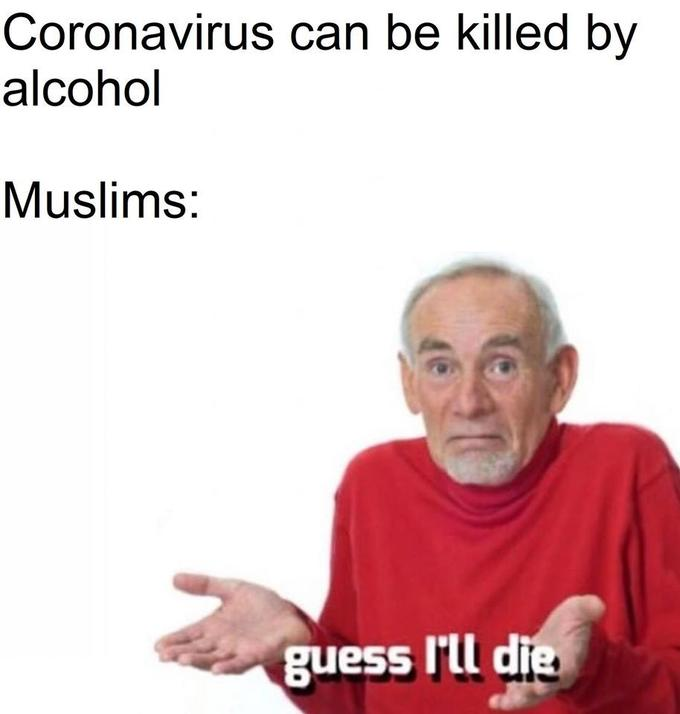 Coronavirus can be killed by
alcohol
Muslims:
guess I'll die